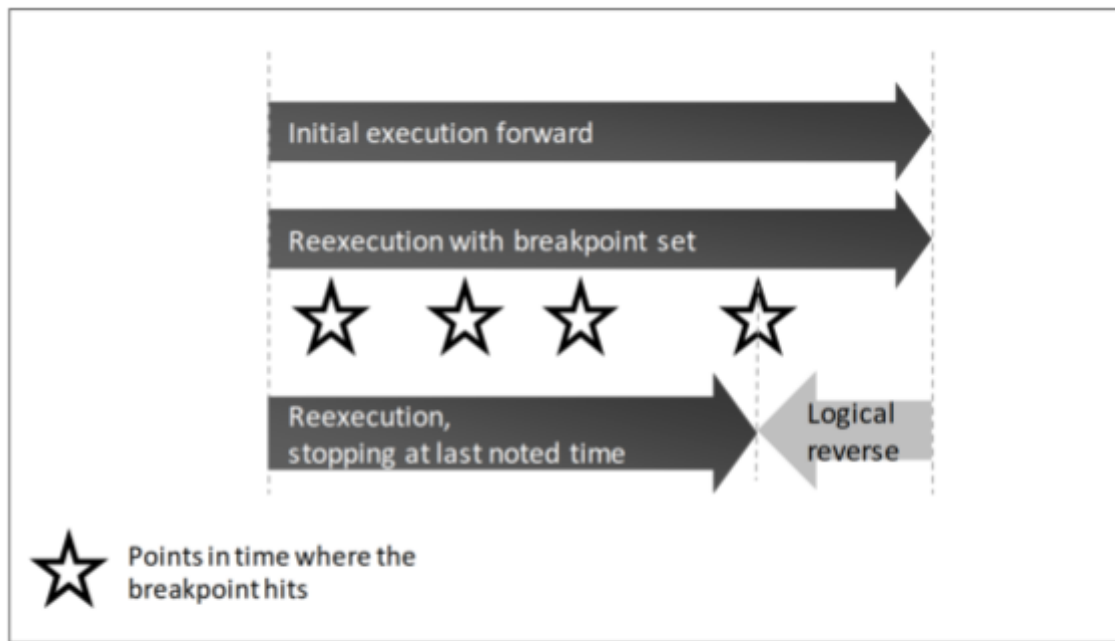 Initial execution forward
Reexecution with breakpoint set
Reexecution,
stopping at last noted time
Logical
reverse
Points in time where the
breakpoint hits